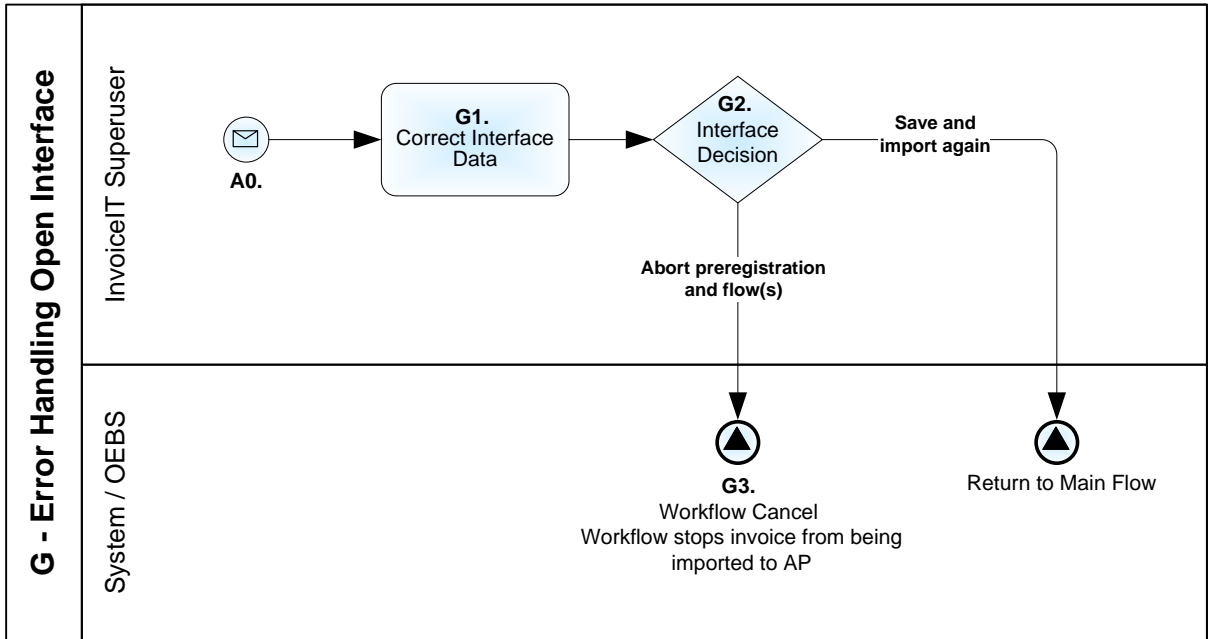 G - Error Handling Open Interface
InvoiceIT Superuser
A0.
G1.
Correct Interface
Data
G2.
Interface
Decision
Save and
import again
Abort preregistration
and flow(s)
System / OEBS
G3.
Workflow Cancel
Workflow stops invoice from being
imported to AP
Return to Main Flow